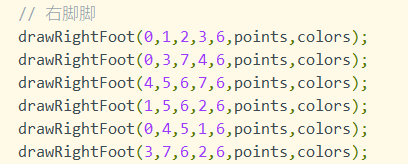 // 右脚脚
drawRightFoot(0,1,2,3,6,points,colors);
drawRightFoot(0,3,7,4,6,points,colors);
drawRightFoot(4,5,6,7,6,points,colors);
drawRightFoot(1,5,6,2,6,points,colors);
drawRightFoot(0,4,5,1,6,points,colors);
drawRightFoot(3,7,6,2,6,points,colors);